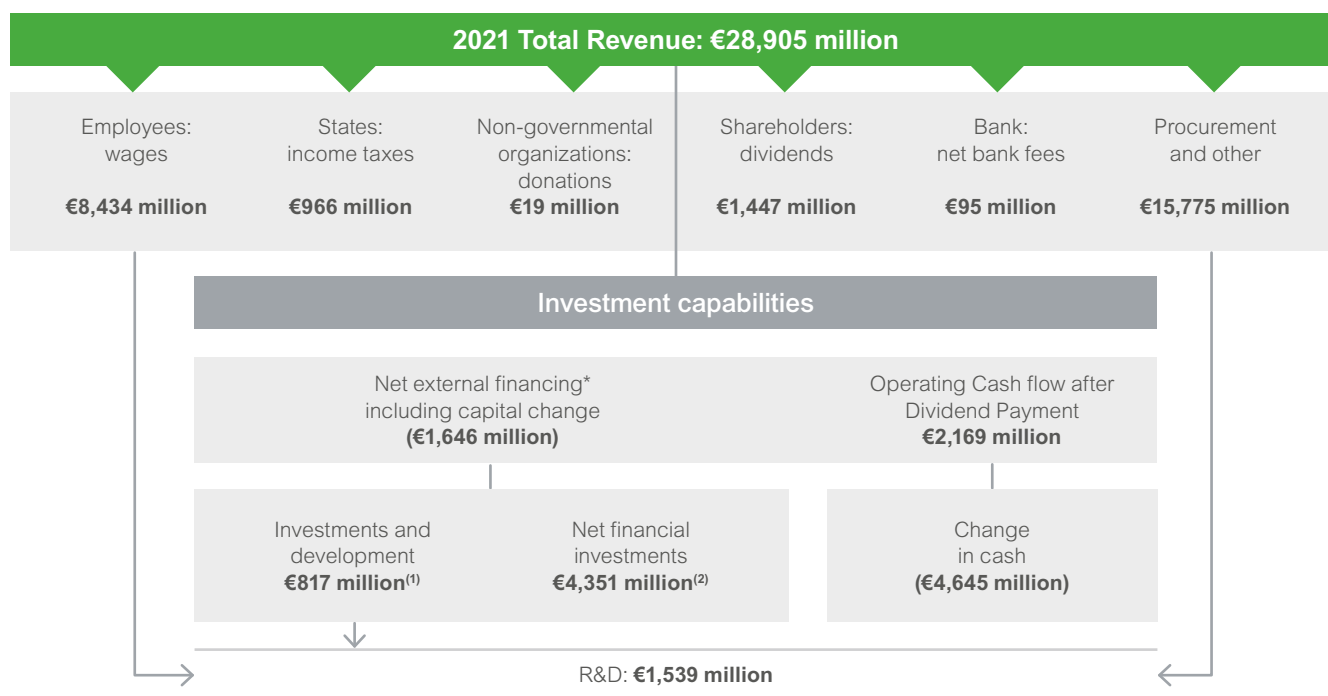 2021 Total Revenue: €28,905 million
Employees:
wages
€8,434 million
States:
income taxes
€966 million
Non-governmental
organizations:
donations
€19 million
Shareholders:
dividends
€1,447 million
Bank:
net bank fees
€95 million
Procurement
and other
€15,775 million
Investment capabilities
Net external financing*
including capital change
(€1,646 million)
Operating Cash flow after
Dividend Payment
€2,169 million
Investments and
development
€817 million(1)
Net financial
investments
€4,351 million(2)
Change
in cash
(€4,645 million)
R&D: €1,539 million